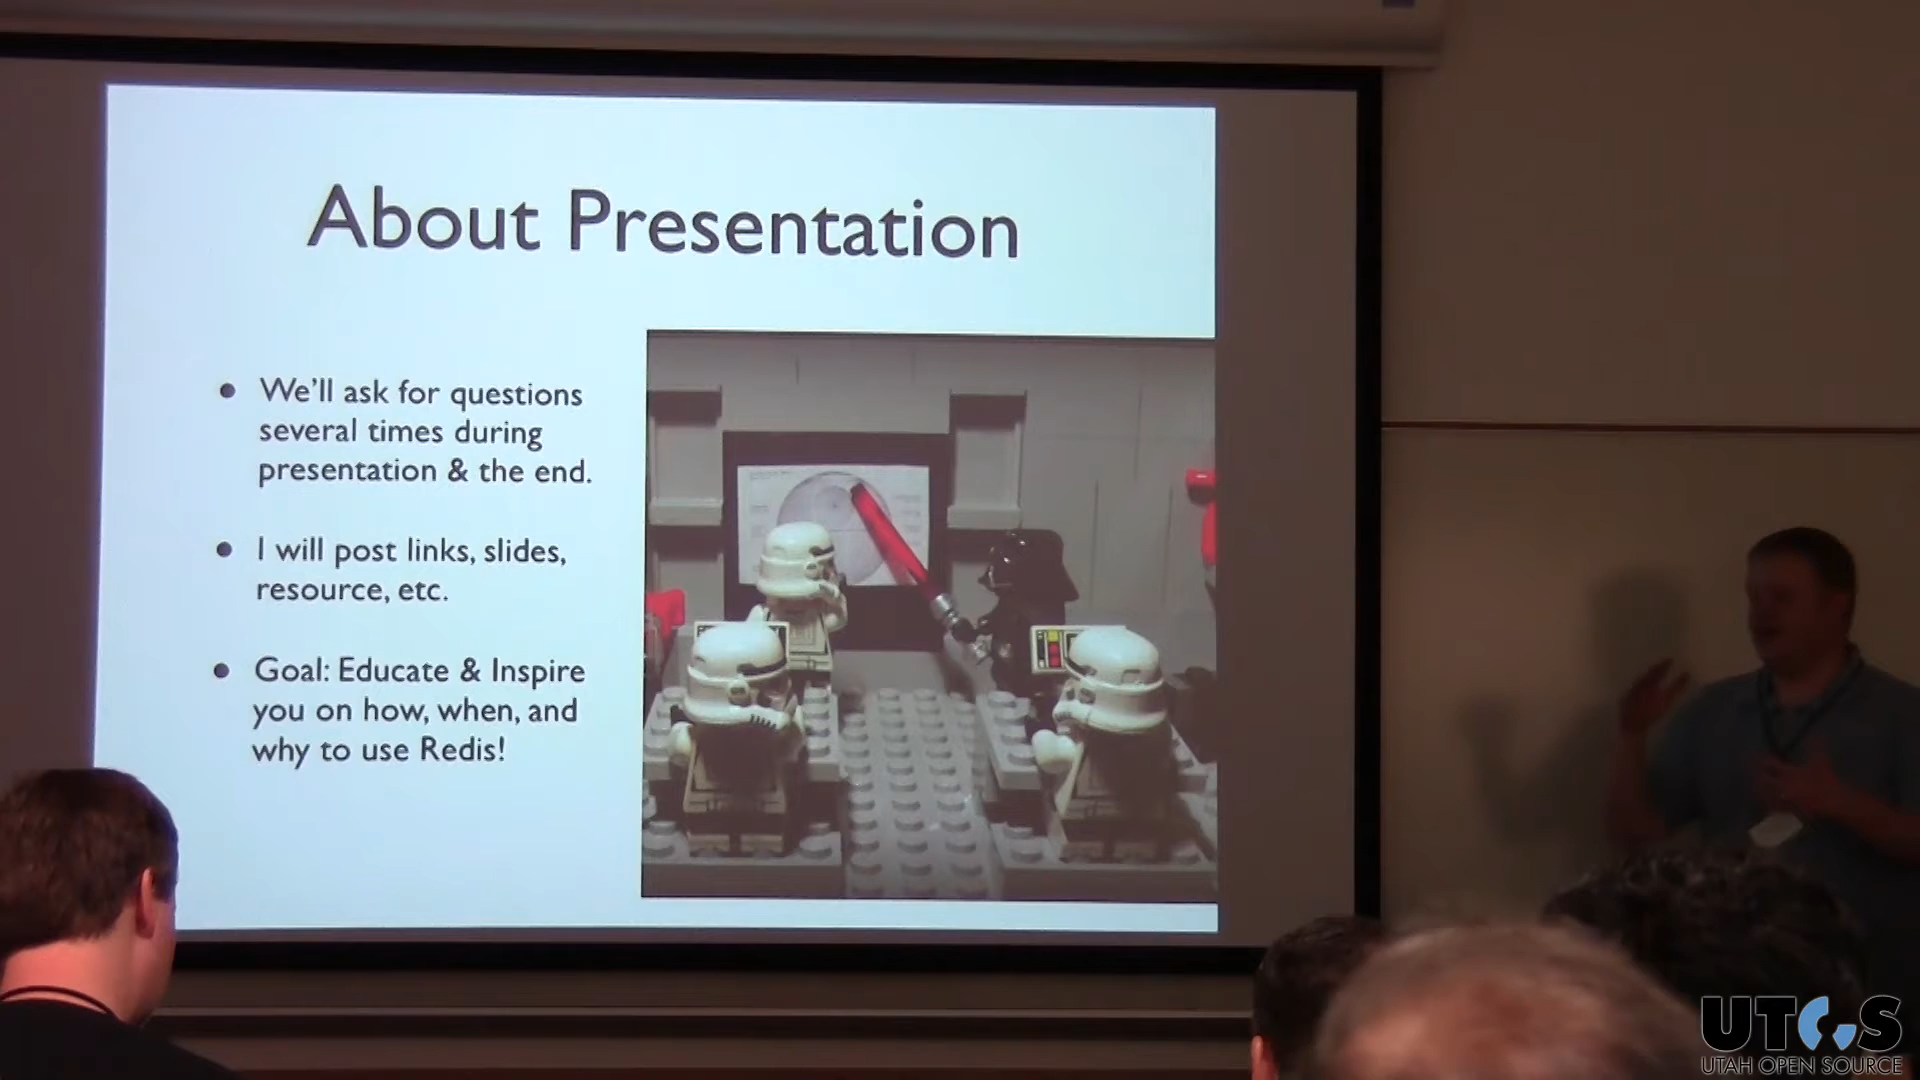 About Presentation
• We'll ask for questions
several times during
presentation & the end.
• I will post links, slides,
resource, etc.
• Goal: Educate & Inspire
you on how, when, and
why to use Redis!
UTOS
UTAH OPEN SOURCE